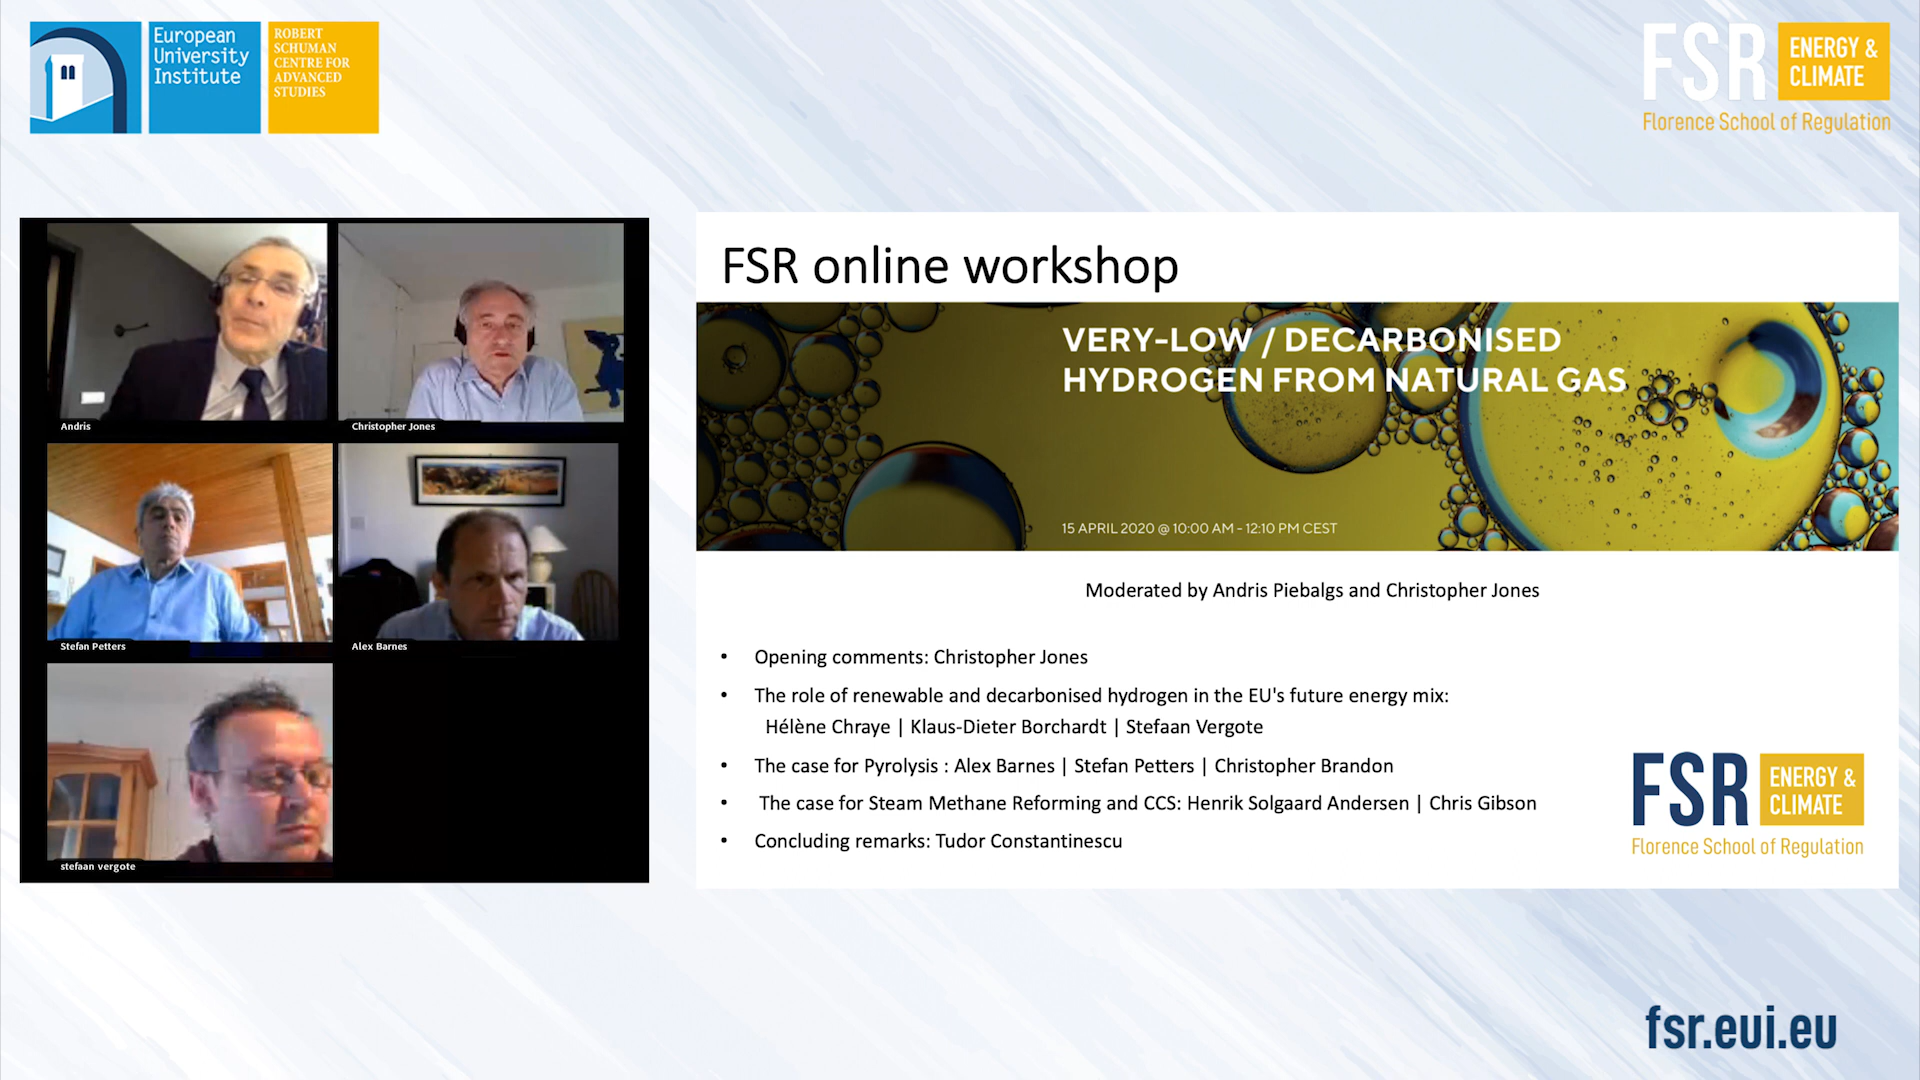 European
University
Institute
ROBERT
SCHUMAN
CENTRE FOR
ADVANCED
STUDIES
FSR
ENERGY &
CLIMATE
Florence School of Regulation
Andris
Christopher Jones
Stefan Petters
Alex Barnes
stefaan vergote
FSR online workshop
VERY-LOW / DECARBONISED
HYDROGEN FROM NATURAL GAS
15 APRIL 2020 @ 10:00 AM - 12:10 PM CEST
Moderated by Andris Piebalgs and Christopher Jones
• Opening comments: Christopher Jones
• The role of renewable and decarbonised hydrogen in the EU's future energy mix:
Hélène Chraye | Klaus-Dieter Borchardt | Stefaan Vergote
• The case for Pyrolysis : Alex Barnes | Stefan Petters | Christopher Brandon
• The case for Steam Methane Reforming and CCS: Henrik Solgaard Andersen | Chris Gibson
• Concluding remarks: Tudor Constantinescu
FSR
ENERGY &
CLIMATE
Florence School of Regulation
fsr.eui.eu